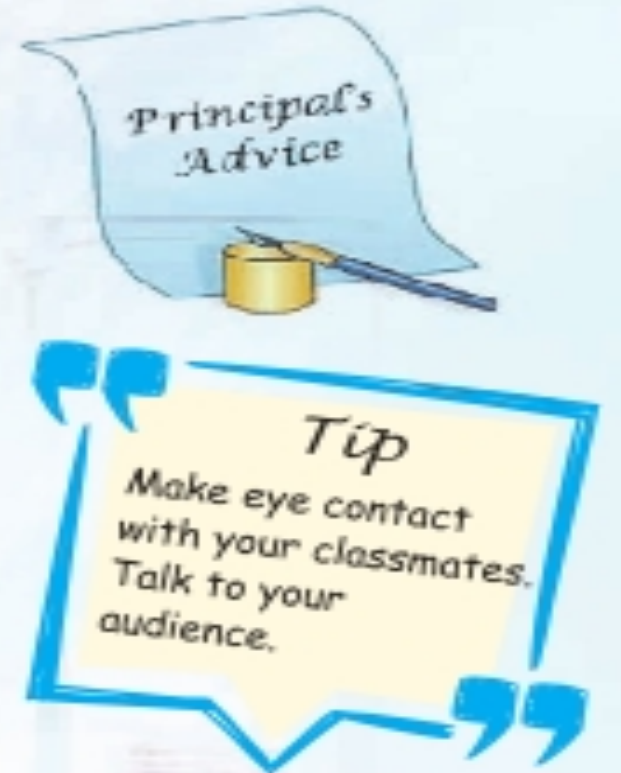 Principal's
Advice
Tip
Make eye contact
with your classmates.
Talk to your
audience.